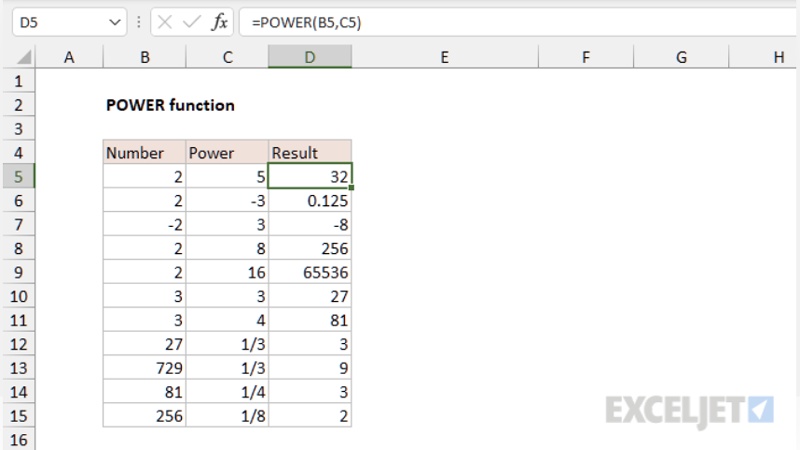 D5 fx =POWER(B5,C5)
A B C D E F G H
1
2 POWER function
3
4 Number Power Result
5 2 5 32
6 2 -3 0.125
7 -2 3 -8
8 2 8 256
9 2 16 65536
10 3 3 27
11 3 4 81
12 27 1/3 3
13 729 1/3 9
14 81 1/4 3
15 256 1/8 2
16
EXCELJET